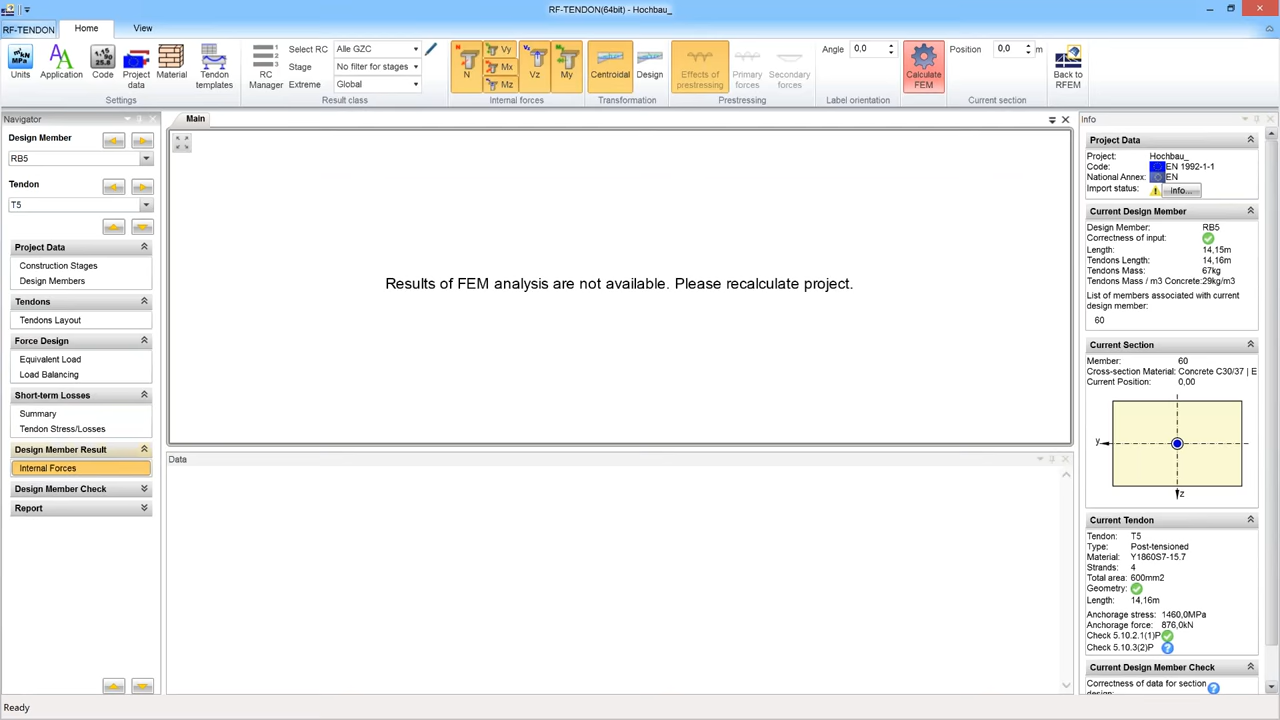 RF-TENDON(64bit) - Hochbau_
RF-TENDON
Home
View
Units
Application
Code
Project data
Material
Tendon templates
Settings
RC Manager
Select RC
Alle GZC
Stage
No filter for stages
Extreme
Global
Result class
N
Vy
Mx
Mz
Vz
My
Internal forces
Centroidal
Design
Transformation
Effects of prestressing
Primary forces
Secondary forces
Prestressing
Angle
0,0
Label orientation
Calculate FEM
Position
0,0
m
Current section
Back to RFEM
Navigator
Design Member
RB5
Tendon
T5
Project Data
Construction Stages
Design Members
Tendons
Tendons Layout
Force Design
Equivalent Load
Load Balancing
Short-term Losses
Summary
Tendon Stress/Losses
Design Member Result
Internal Forces
Design Member Check
Report
Main
Results of FEM analysis are not available. Please recalculate project.
Data
Info
Project Data
Project: Hochbau_
Code: EN 1992-1-1
National Annex: EN
Import status: Info...
Current Design Member
Design Member: RB5
Correctness of input:
Length: 14,15m
Tendons Length: 14,16m
Tendons Mass: 67kg
Tendons Mass / m3 Concrete:29kg/m3
List of members associated with current
design member:
60
Current Section
Member: 60
Cross-section Material: Concrete C30/37 | E
Current Position: 0,00
y
z
Current Tendon
Tendon: T5
Type: Post-tensioned
Material: Y1860S7-15.7
Strands: 4
Total area: 600mm2
Geometry:
Length: 14,16m
Anchorage stress: 1460,0MPa
Anchorage force: 876,0kN
Check 5.10.2.1(1)P
Check 5.10.3(2)P
Current Design Member Check
Correctness of data for section
design:
Ready